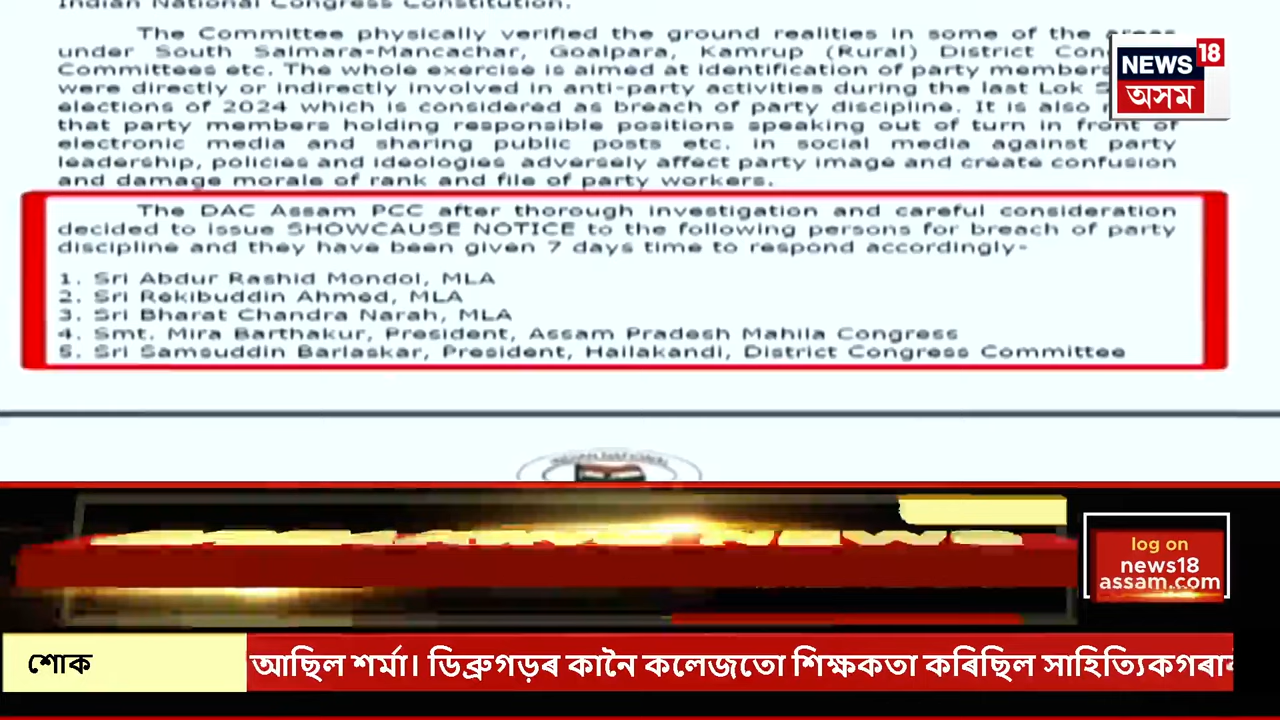 Indian National Congress Constitution.
The Committee physically verified the ground realities in some of the areas
under South Salmara-Mancachar, Goalpara, Kamrup (Rural) District
Committees etc. The whole exercise is aimed at identification of party members
were directly or indirectly involved in anti-party activities during the last Lok
elections of 2024 which is considered as breach of party discipline. It is also
that party members holding responsible positions speaking out of turn in front of
electronic media and sharing public posts etc. in social media against party
leadership, policies and ideologies adversely affect party image and create confusion
and damage morale of rank and file of party workers.
The DAC Assam PCC after thorough investigation and careful consideration
decided to issue SHOWCAUSE NOTICE to the following persons for breach of party
discipline and they have been given 7 days time to respond accordingly-
1. Sri Abdur Rashid Mondol, MLA
2. Sri Rekibuddin Ahmed, MLA
3. Sri Bharat Chandra Narah, MLA
4. Smt. Mira Barthakur, President, Assam Pradesh Mahila Congress
5. Sri Samsuddin Barlaskar, President, Hailakandi, District Congress Committee
NEWS 18
অসম
log on
news18
assam.com
শোক
আছিল শৰ্মা। ডিব্ৰুগড়ৰ কানৈ কলেজতো শিক্ষকতা কৰিছিল সাহিত্যিকগৰাকী